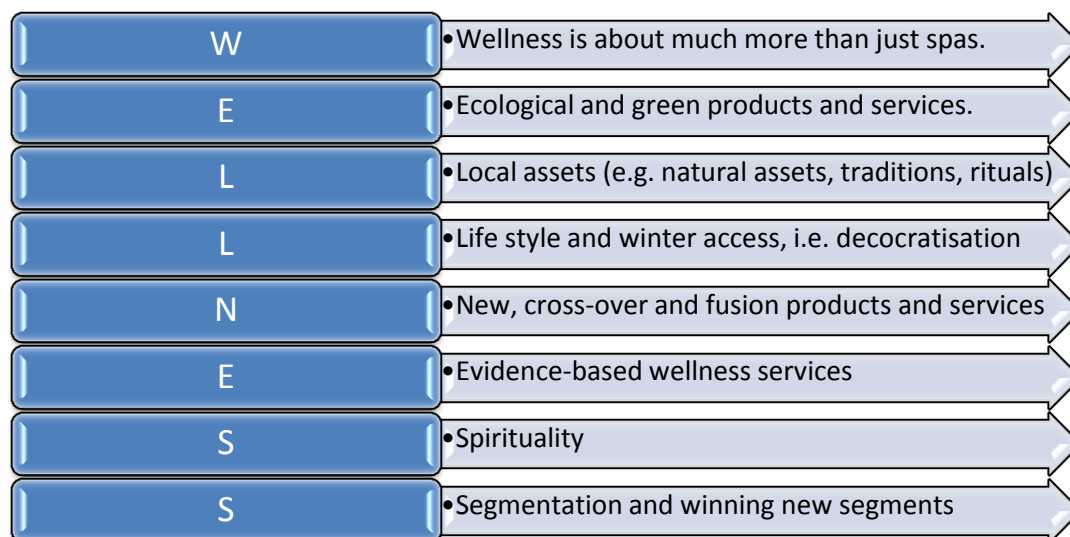 W
•Wellness is about much more than just spas.
E
•Ecological and green products and services.
L
•Local assets (e.g. natural assets, traditions, rituals)
L
•Life style and winter access, i.e. decocratisation
N
•New, cross-over and fusion products and services
E
•Evidence-based wellness services
S
•Spirituality
S
•Segmentation and winning new segments